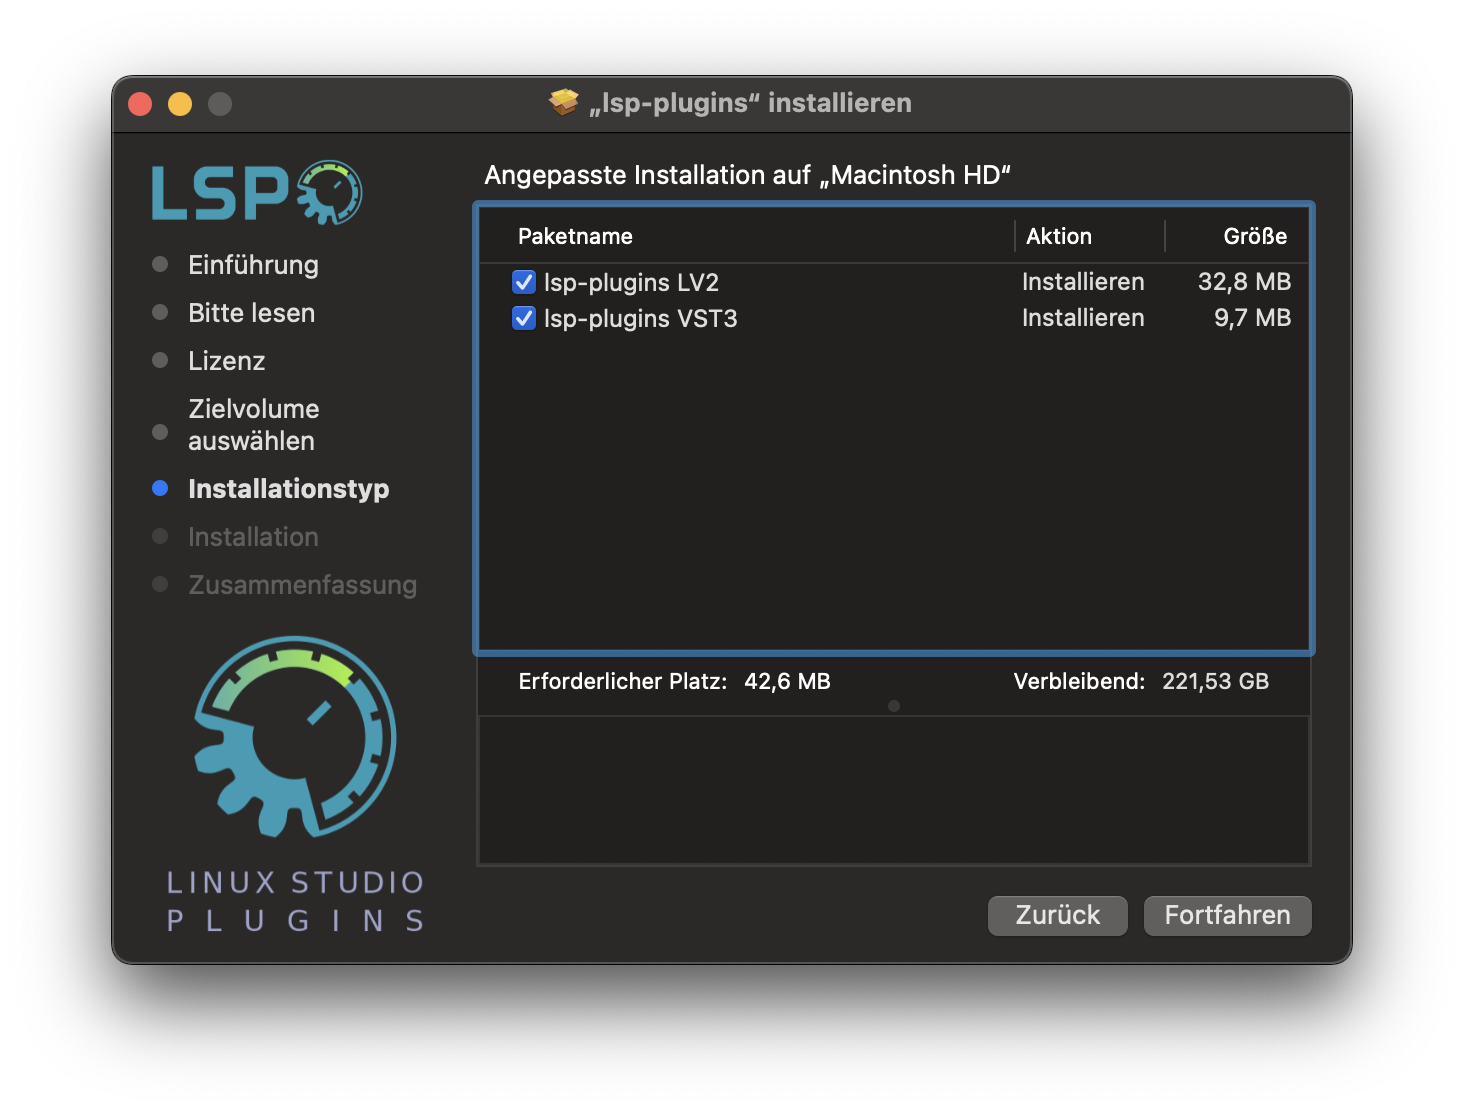 „lsp-plugins“ installieren
LSP
Angepasste Installation auf „Macintosh HD“
Einführung
Bitte lesen
Lizenz
Zielvolume
auswählen
Installationstyp
Installation
Zusammenfassung
Paketname Aktion Größe
lsp-plugins LV2 Installieren 32,8 MB
lsp-plugins VST3 Installieren 9,7 MB
Erforderlicher Platz: 42,6 MB Verbleibend: 221,53 GB
LINUX STUDIO
PLUGINS
Zurück Fortfahren